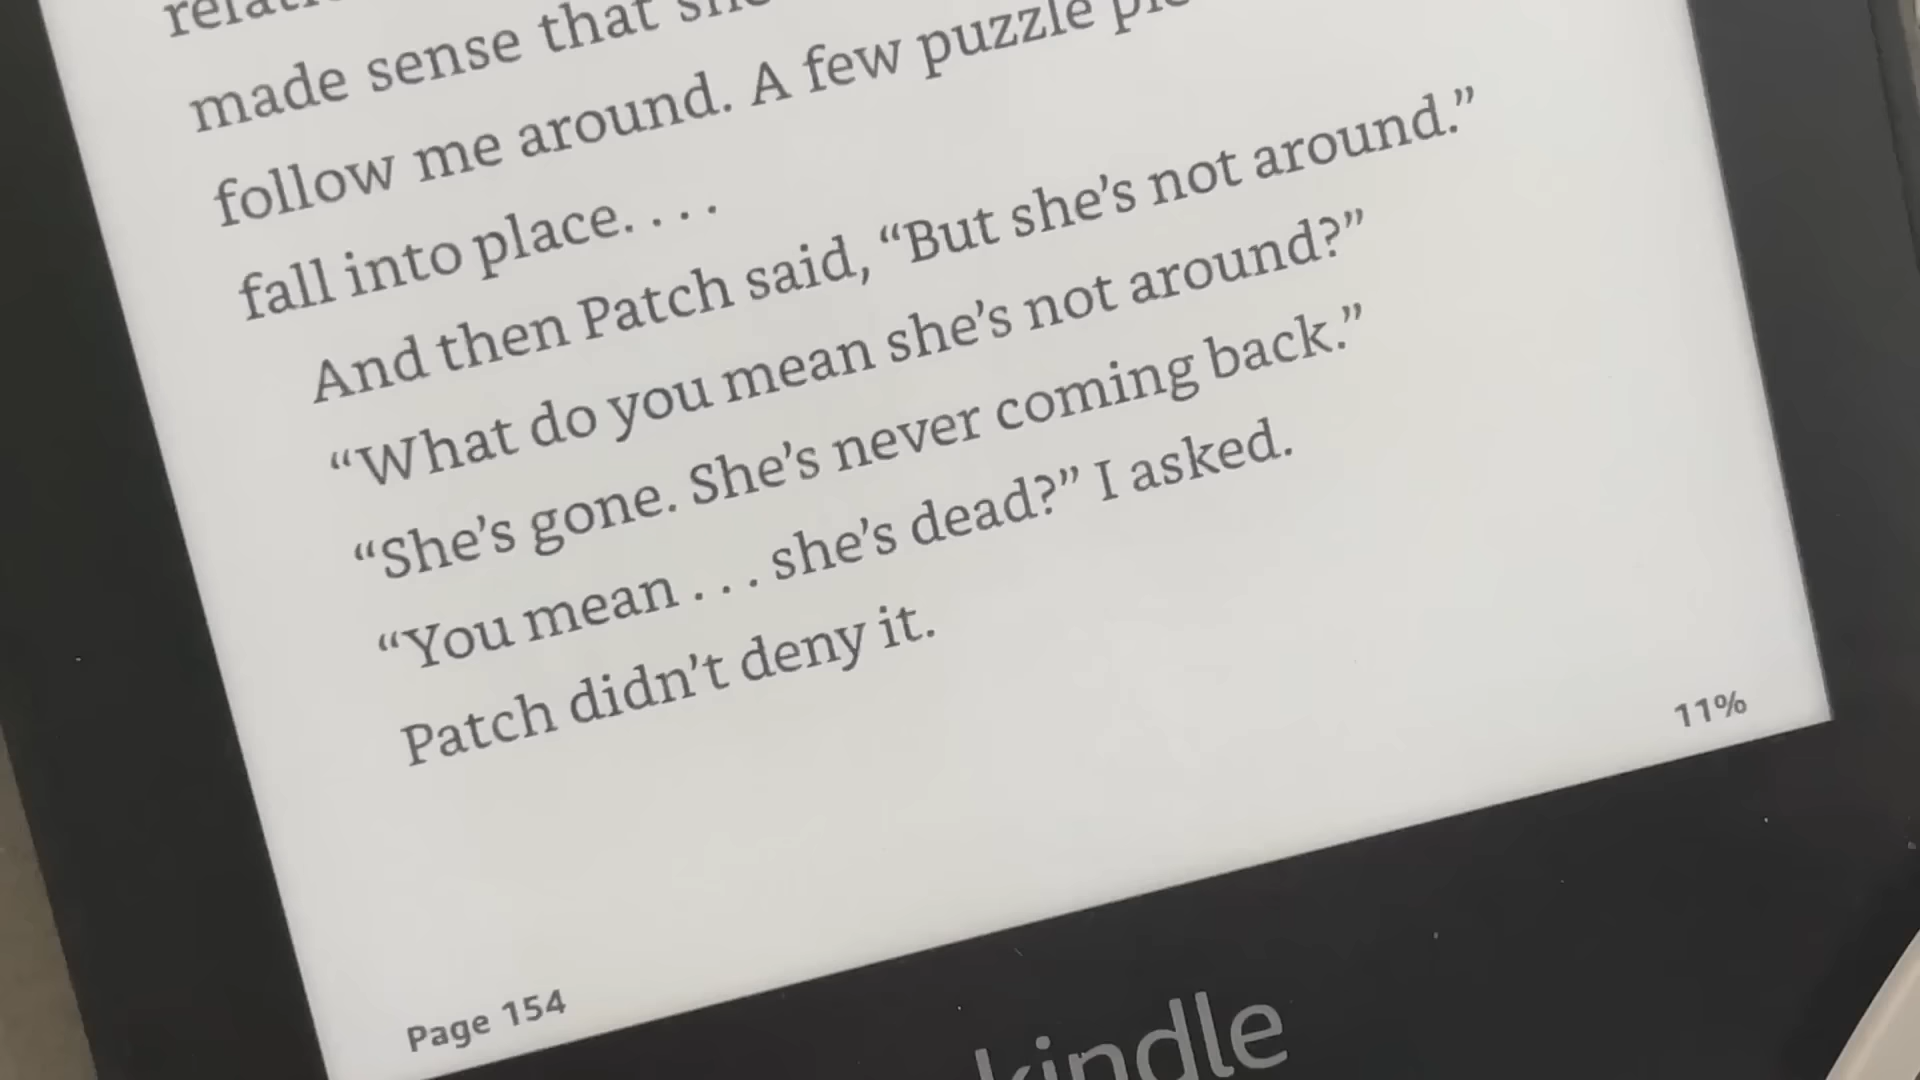 made sense that
follow me around. A few puzzle
fall into place. . . .
And then Patch said, “But she’s not around.”
“What do you mean she’s not around?”
“She’s gone. She’s never coming back.”
“You mean . . . she’s dead?” I asked.
Patch didn’t deny it.
11%
Page 154
kindle